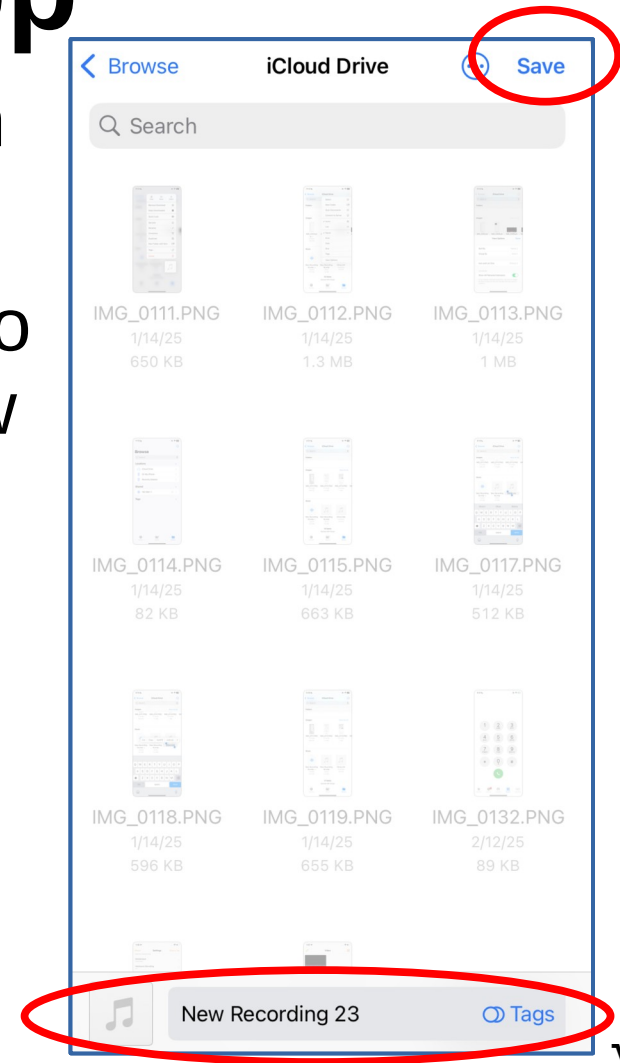 p
Browse
iCloud Drive
Save
Search
IMG_0111.PNG
IMG_0112.PNG
IMG_0113.PNG
1/14/25
1/14/25
1/14/25
650 KB
1.3 MB
1 MB
o
IMG_0114.PNG
IMG_0115.PNG
IMG_0117.PNG
1/14/25
1/14/25
1/14/25
82 KB
663 KB
512 KB
IMG_0118.PNG
IMG_0119.PNG
IMG_0132.PNG
1/14/25
1/14/25
2/12/25
596 KB
655 KB
89 KB
New Recording 23
Tags